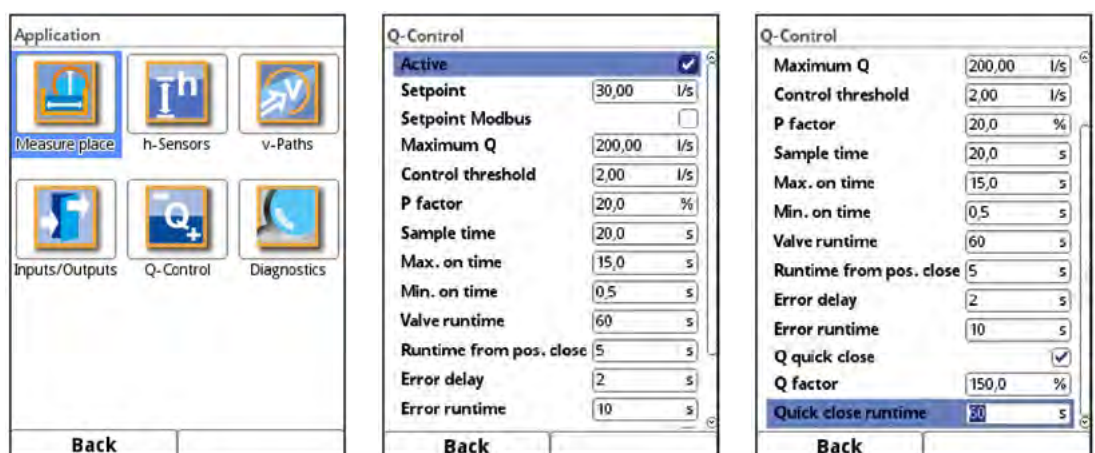 Application
Measure place h-Sensors v-Paths
Inputs/Outputs Q-Control Diagnostics
Back
Q-Control
Active
Setpoint 30,00 l/s
Setpoint Modbus
Maximum Q 200,00 l/s
Control threshold 2,00 l/s
P factor 20,0 %
Sample time 20,0 s
Max. on time 15,0 s
Min. on time 0,5 s
Valve runtime 60 s
Runtime from pos. close 5 s
Error delay 2 s
Error runtime 10 s
Back
Q-Control
Maximum Q 200,00 l/s
Control threshold 2,00 l/s
P factor 20,0 %
Sample time 20,0 s
Max. on time 15,0 s
Min. on time 0,5 s
Valve runtime 60 s
Runtime from pos. close 5 s
Error delay 2 s
Error runtime 10 s
Q quick close
Q factor 150,0 %
Quick close runtime 60 s
Back